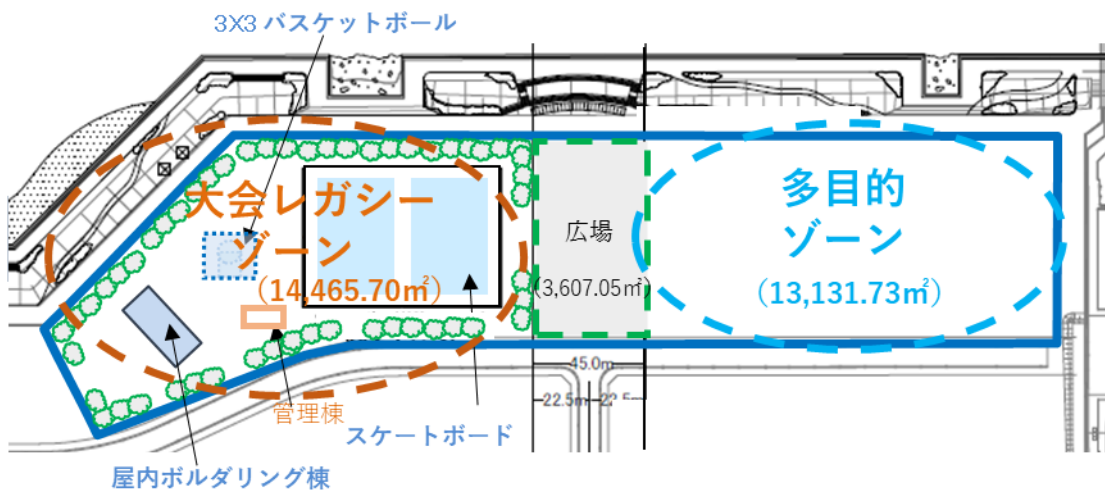 3X3 バスケットボール
大会レガシー
ゾーン
（14,465.70㎡）
広場
（3,607.05㎡）
多目的
ゾーン
（13,131.73㎡）
45.0m
22.5m
22.5m
管理棟
スケートボード
屋内ボルダリング棟